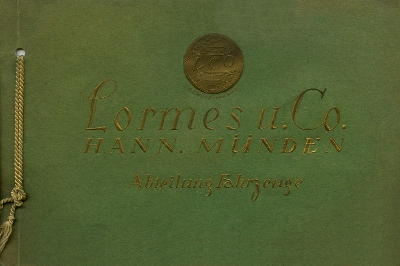 Lormes u. Co.
HANN. MÜNDEN
Abteilung Fahrzeuge